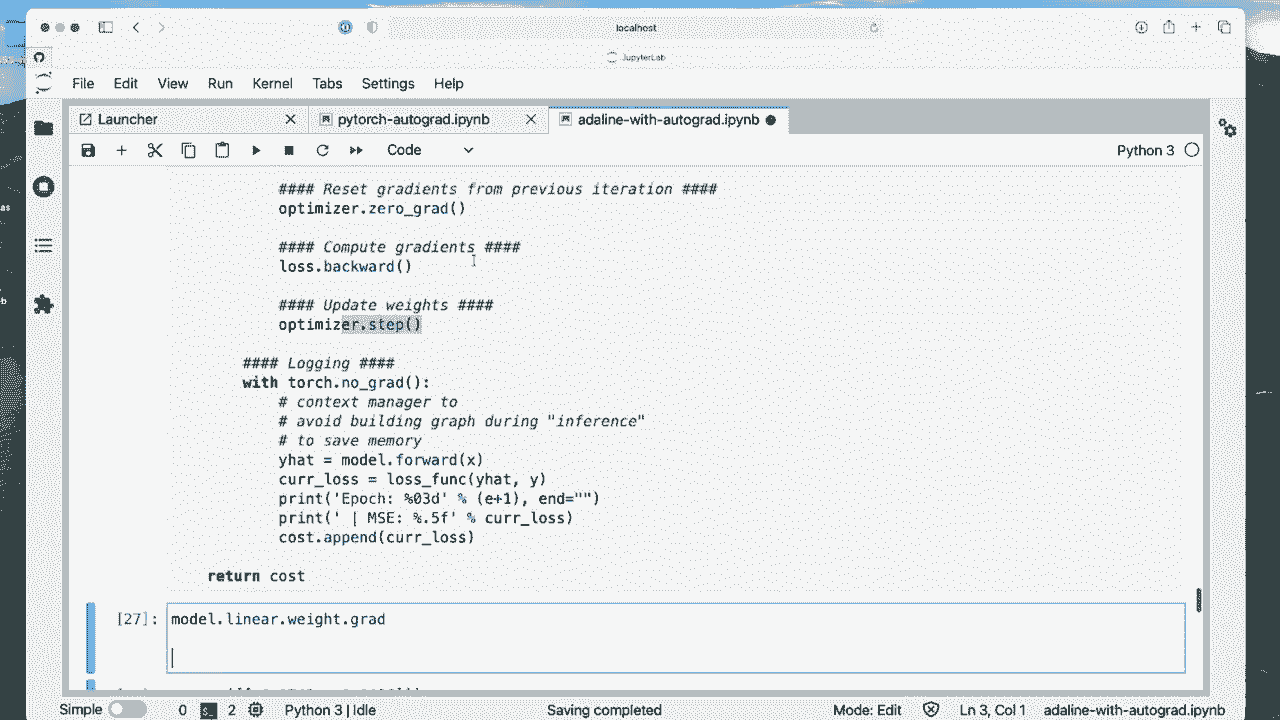 localhost
JupyterLab
File Edit View Run Kernel Tabs Settings Help
Launcher pytorch-autograd.ipynb adaline-with-autograd.ipynb
Code Python 3
as
#### Reset gradients from previous iteration ####
optimizer.zero_grad()
#### Compute gradients ####
loss.backward()
#### Update weights ####
optimizer.step()
#### Logging ####
with torch.no_grad():
# context manager to
# avoid building graph during "inference"
# to save memory
yhat = model.forward(x)
curr_loss = loss_func(yhat, y)
print('Epoch: %03d' % (e+1), end="")
print(' | MSE: %.5f' % curr_loss)
cost.append(curr_loss)
return cost
[27]: model.linear.weight.grad
Simple 0 $_ 2 Python 3 | Idle Saving completed Mode: Edit Ln 3, Col 1 adaline-with-autograd.ipynb